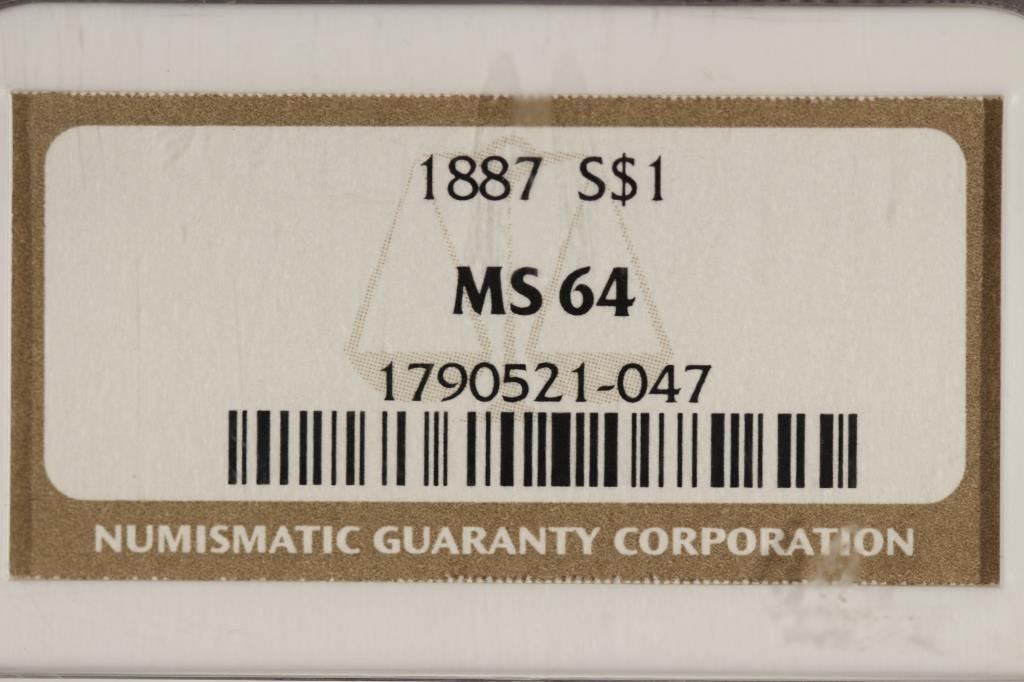 1887 S$1
MS 64
1790521-047
NUMISMATIC GUARANTY CORPORATION